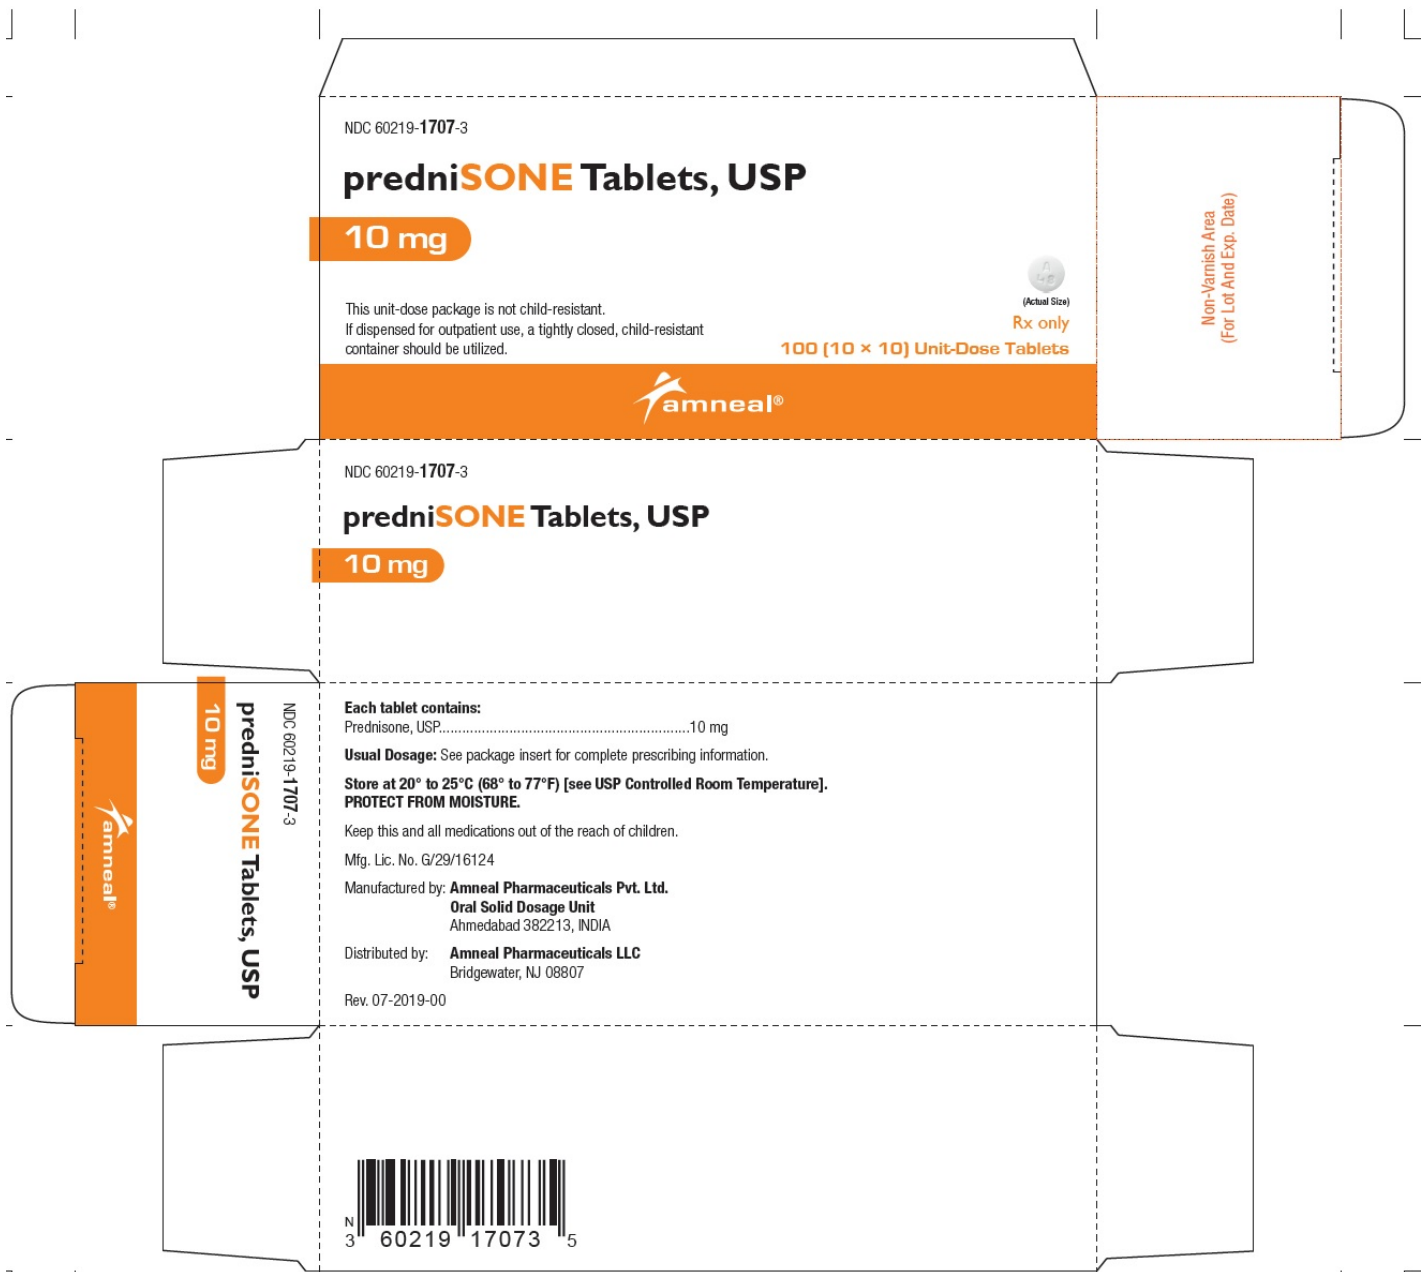 NDC 60219-1707-3
predniSONE Tablets, USP
10 mg
A
48
(Actual Size)
This unit-dose package is not child-resistant.
If dispensed for outpatient use, a tightly closed, child-resistant
container should be utilized.
Rx only
100 (10 × 10) Unit-Dose Tablets
amneal®
Non-Varnish Area
(For Lot And Exp. Date)
NDC 60219-1707-3
predniSONE Tablets, USP
10 mg
NDC 60219-1707-3
predniSONE Tablets, USP
10 mg
amneal®
Each tablet contains:
Prednisone, USP................................................................10 mg
Usual Dosage: See package insert for complete prescribing information.
Store at 20° to 25°C (68° to 77°F) [see USP Controlled Room Temperature].
PROTECT FROM MOISTURE.
Keep this and all medications out of the reach of children.
Mfg. Lic. No. G/29/16124
Manufactured by: Amneal Pharmaceuticals Pvt. Ltd.
Oral Solid Dosage Unit
Ahmedabad 382213, INDIA
Distributed by: Amneal Pharmaceuticals LLC
Bridgewater, NJ 08807
Rev. 07-2019-00
N
3 60219 17073 5